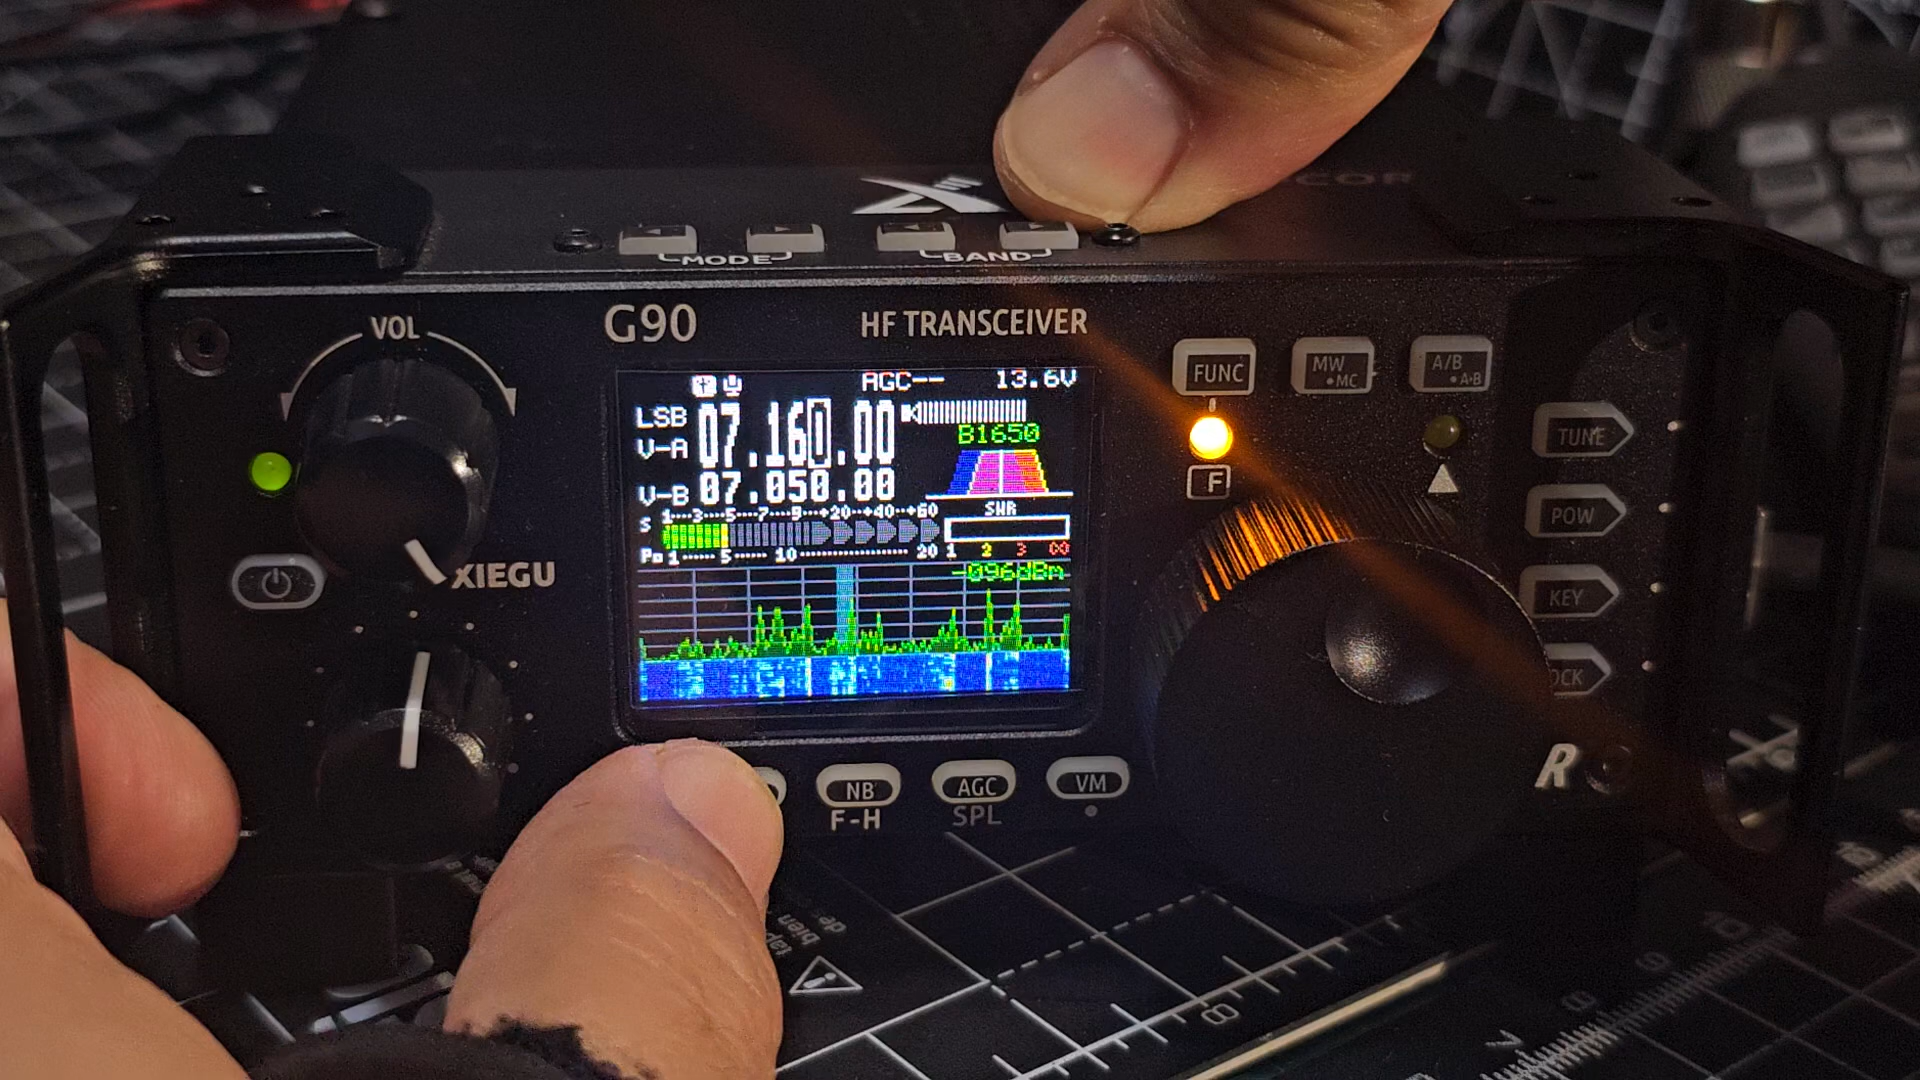 MODE
BAND
VOL
G90
HF TRANSCEIVER
FUNC
MW
MC
A/B
F
AGC--
13.6V
LSB
07.160.00
B1650
V-A
V-B
07.050.00
S
1--3--5--7--9--+20--+40--+60
SWR
Po
1
5
10
20
1
2
3
∞
-096dBm
XIEGU
TUNE
POW
KEY
R
NB
F-H
AGC
SPL
VM
8